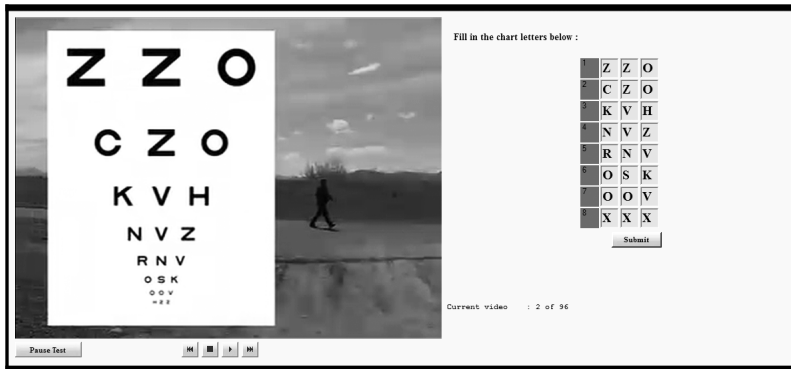 Fill in the chart letters below :
Z Z O
C Z O
K V H
N V Z
R N V
O S K
O O V
H Z Z
1 Z Z O
2 C Z O
3 K V H
4 N V Z
5 R N V
6 O S K
7 O O V
8 X X X
Submit
Current video : 2 of 96
Pause Test